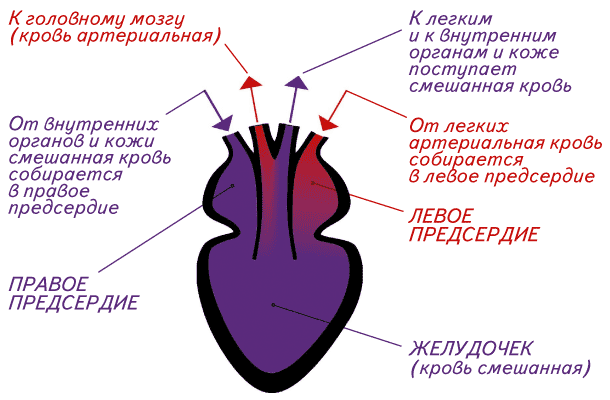 К головному мозгу
(кровь артериальная)
К легким
и к внутренним
органам и коже
поступает
смешанная кровь
От внутренних
органов и кожи
смешанная кровь
собирается
в правое
предсердие
От легких
артериальная кровь
собирается
в левое предсердие
ЛЕВОЕ
ПРЕДСЕРДИЕ
ПРАВОЕ
ПРЕДСЕРДИЕ
ЖЕЛУДОЧЕК
(кровь смешанная)